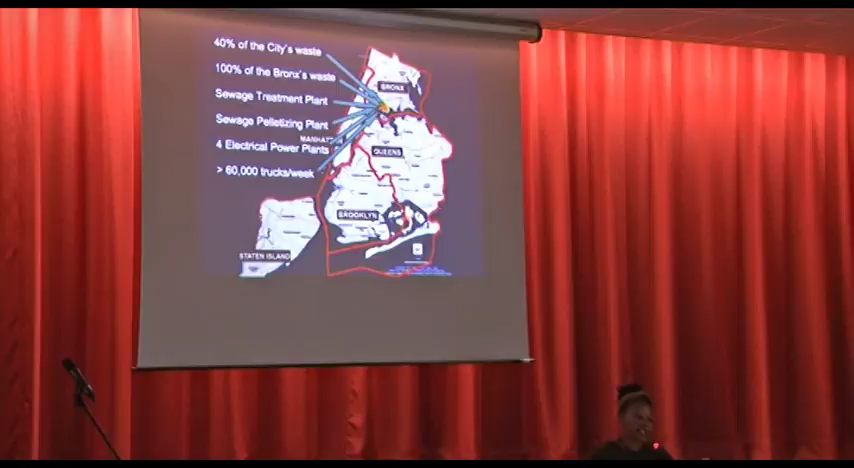 40% of the City's waste
100% of the Bronx's waste
Sewage Treatment Plant
Sewage Pelletizing Plant
4 Electrical Power Plants
> 60,000 trucks/week
BRONX
QUEENS
BROOKLYN
STATEN ISLAND